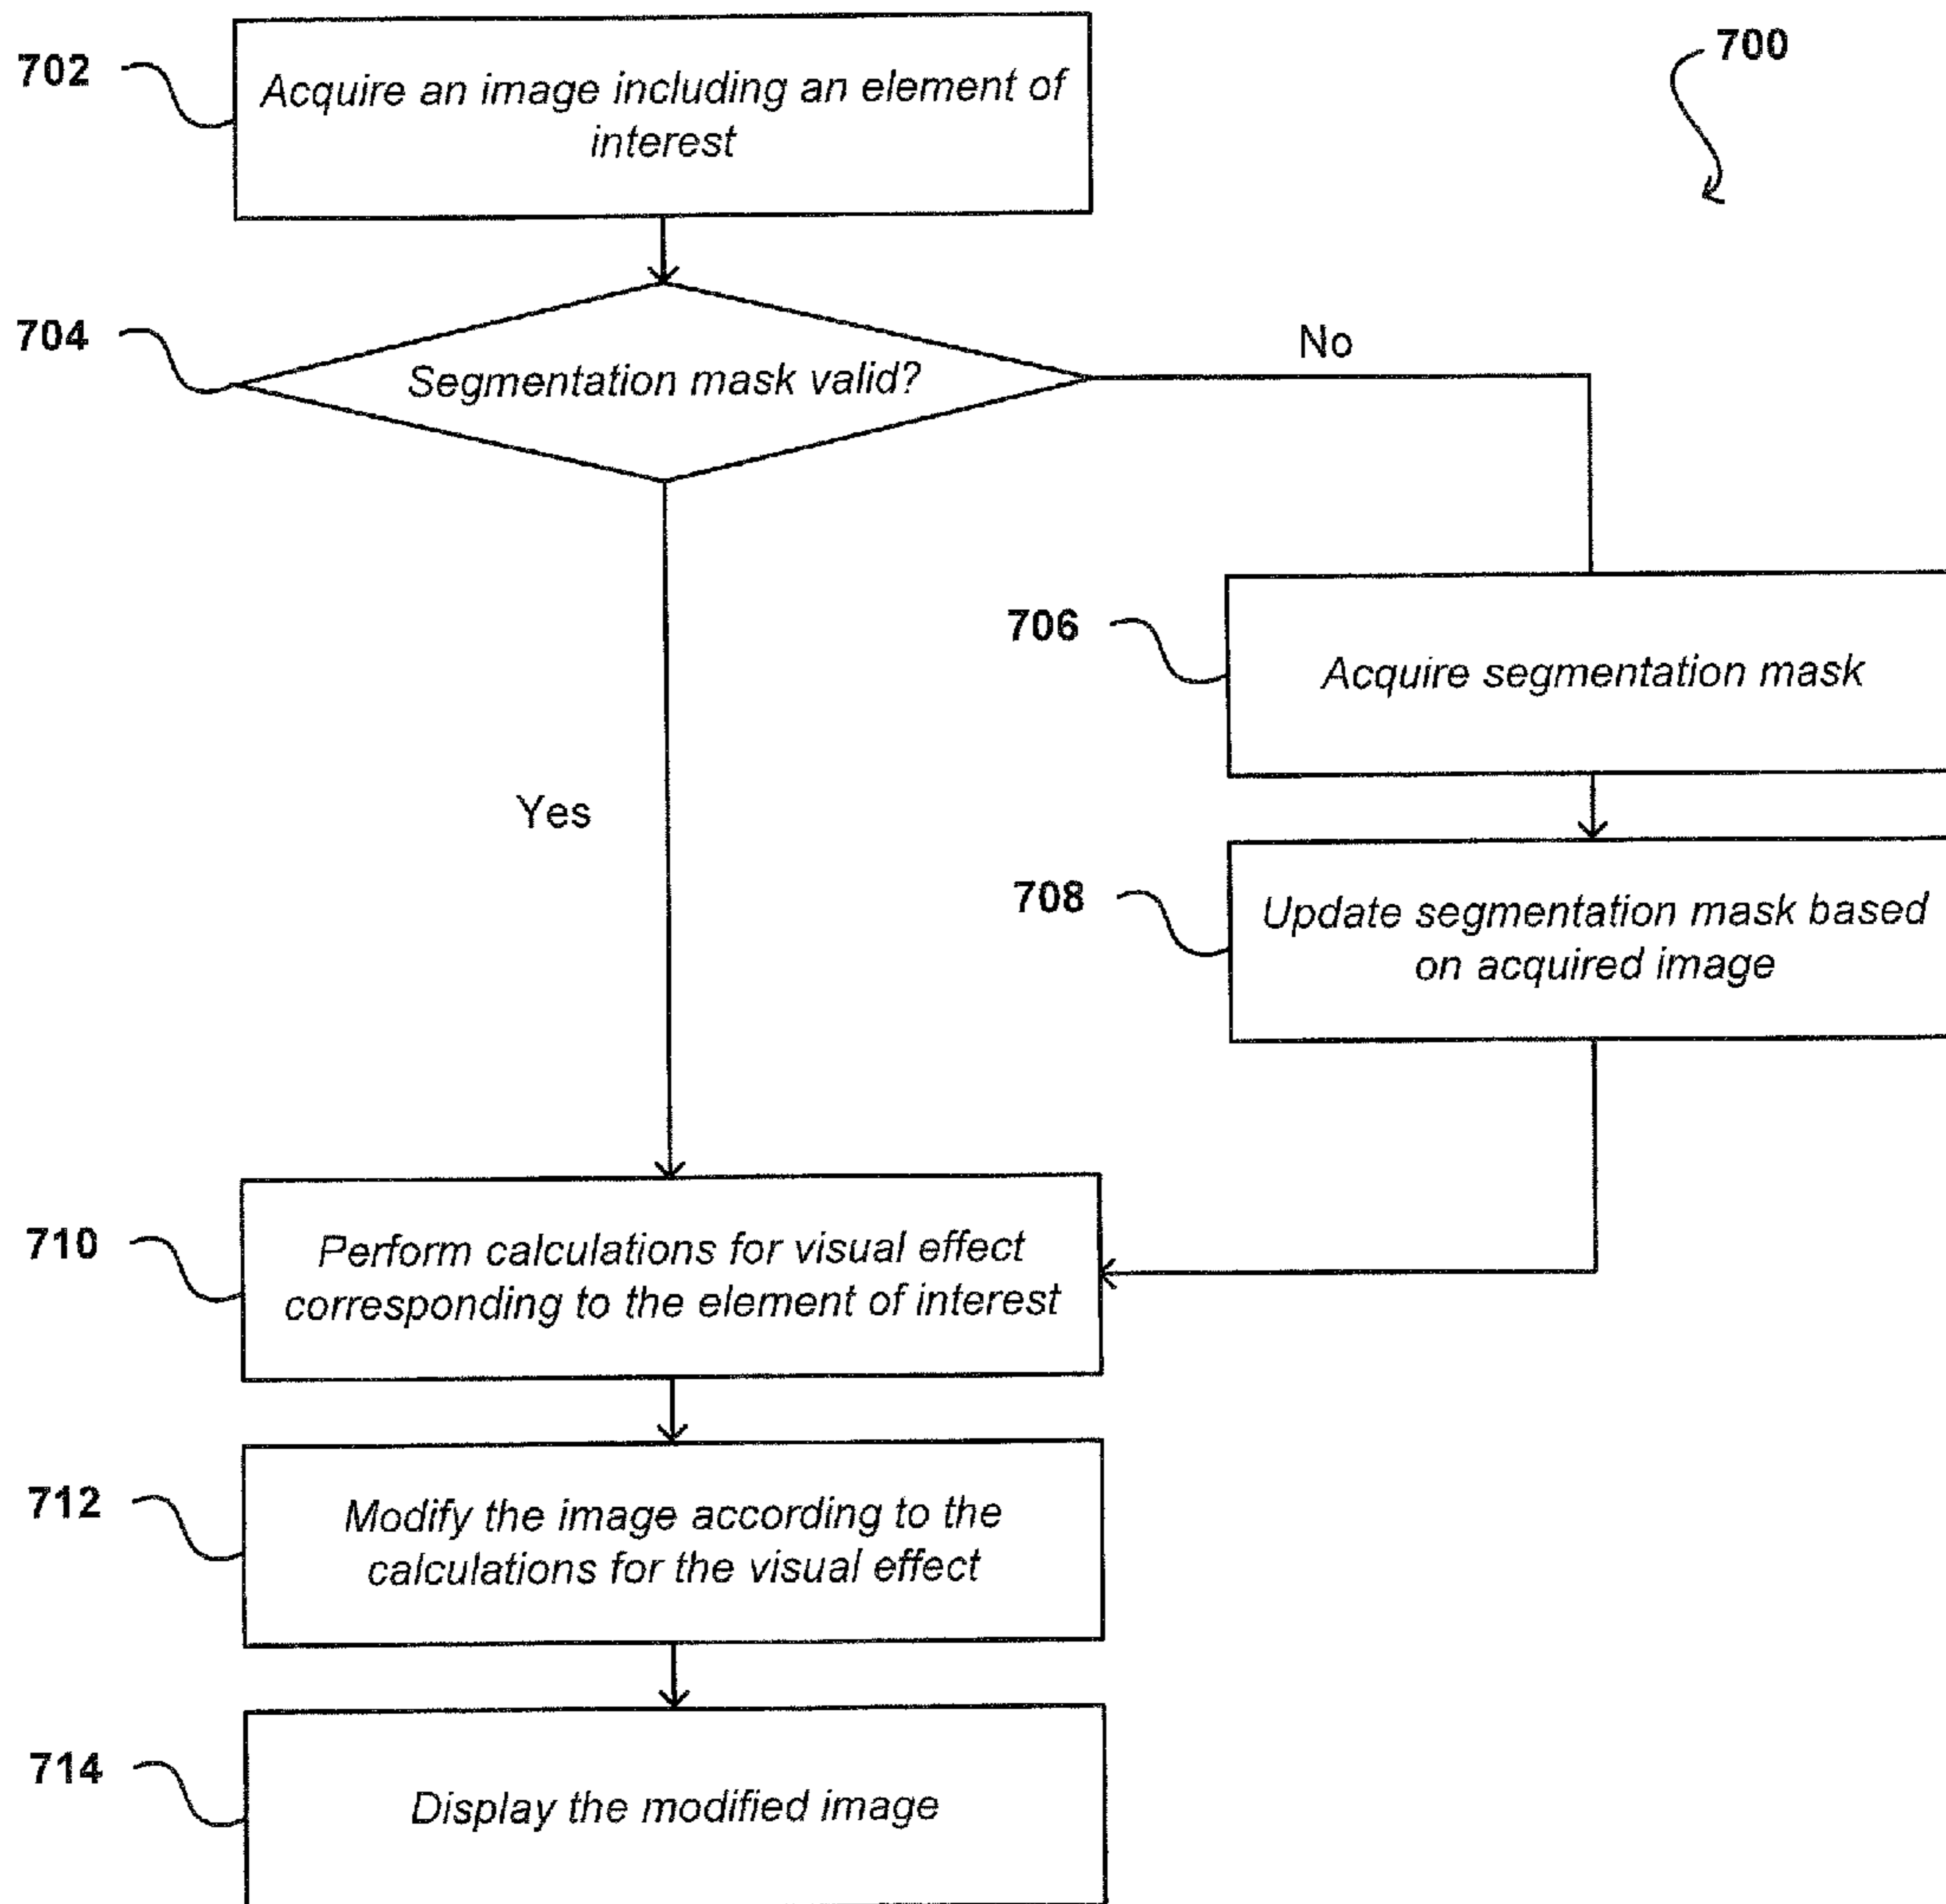 700
702
Acquire an image including an element of
interest
704
Segmentation mask valid?
No
Yes
706
Acquire segmentation mask
708
Update segmentation mask based
on acquired image
710
Perform calculations for visual effect
corresponding to the element of interest
712
Modify the image according to the
calculations for the visual effect
714
Display the modified image